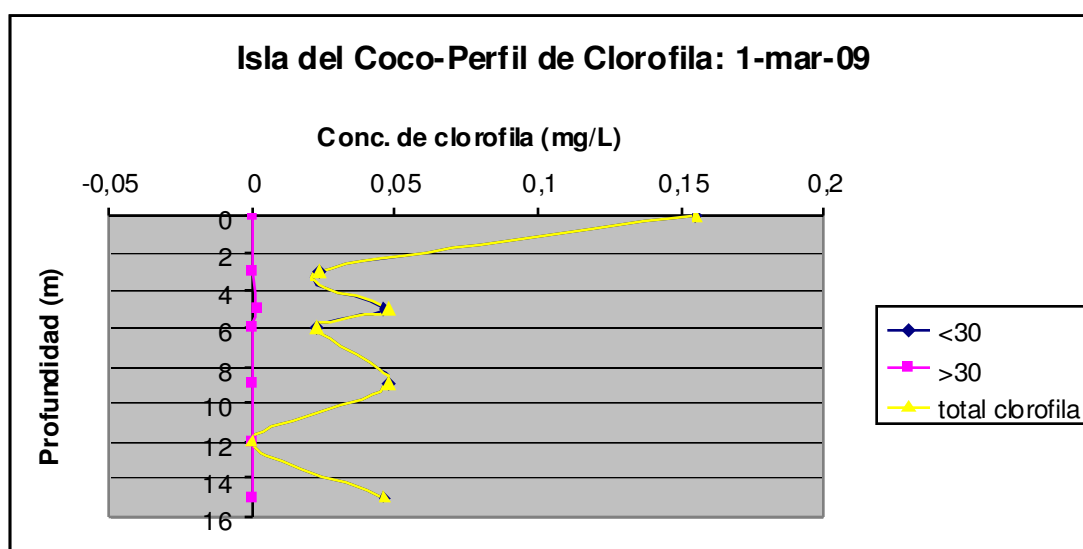 Isla del Coco-Perfil de Clorofila: 1-mar-09
Conc. de clorofila (mg/L)
-0,05 0 0,05 0,1 0,15 0,2
Profundidad (m)
0
2
4
6
8
10
12
14
16
<30
>30
total clorofila